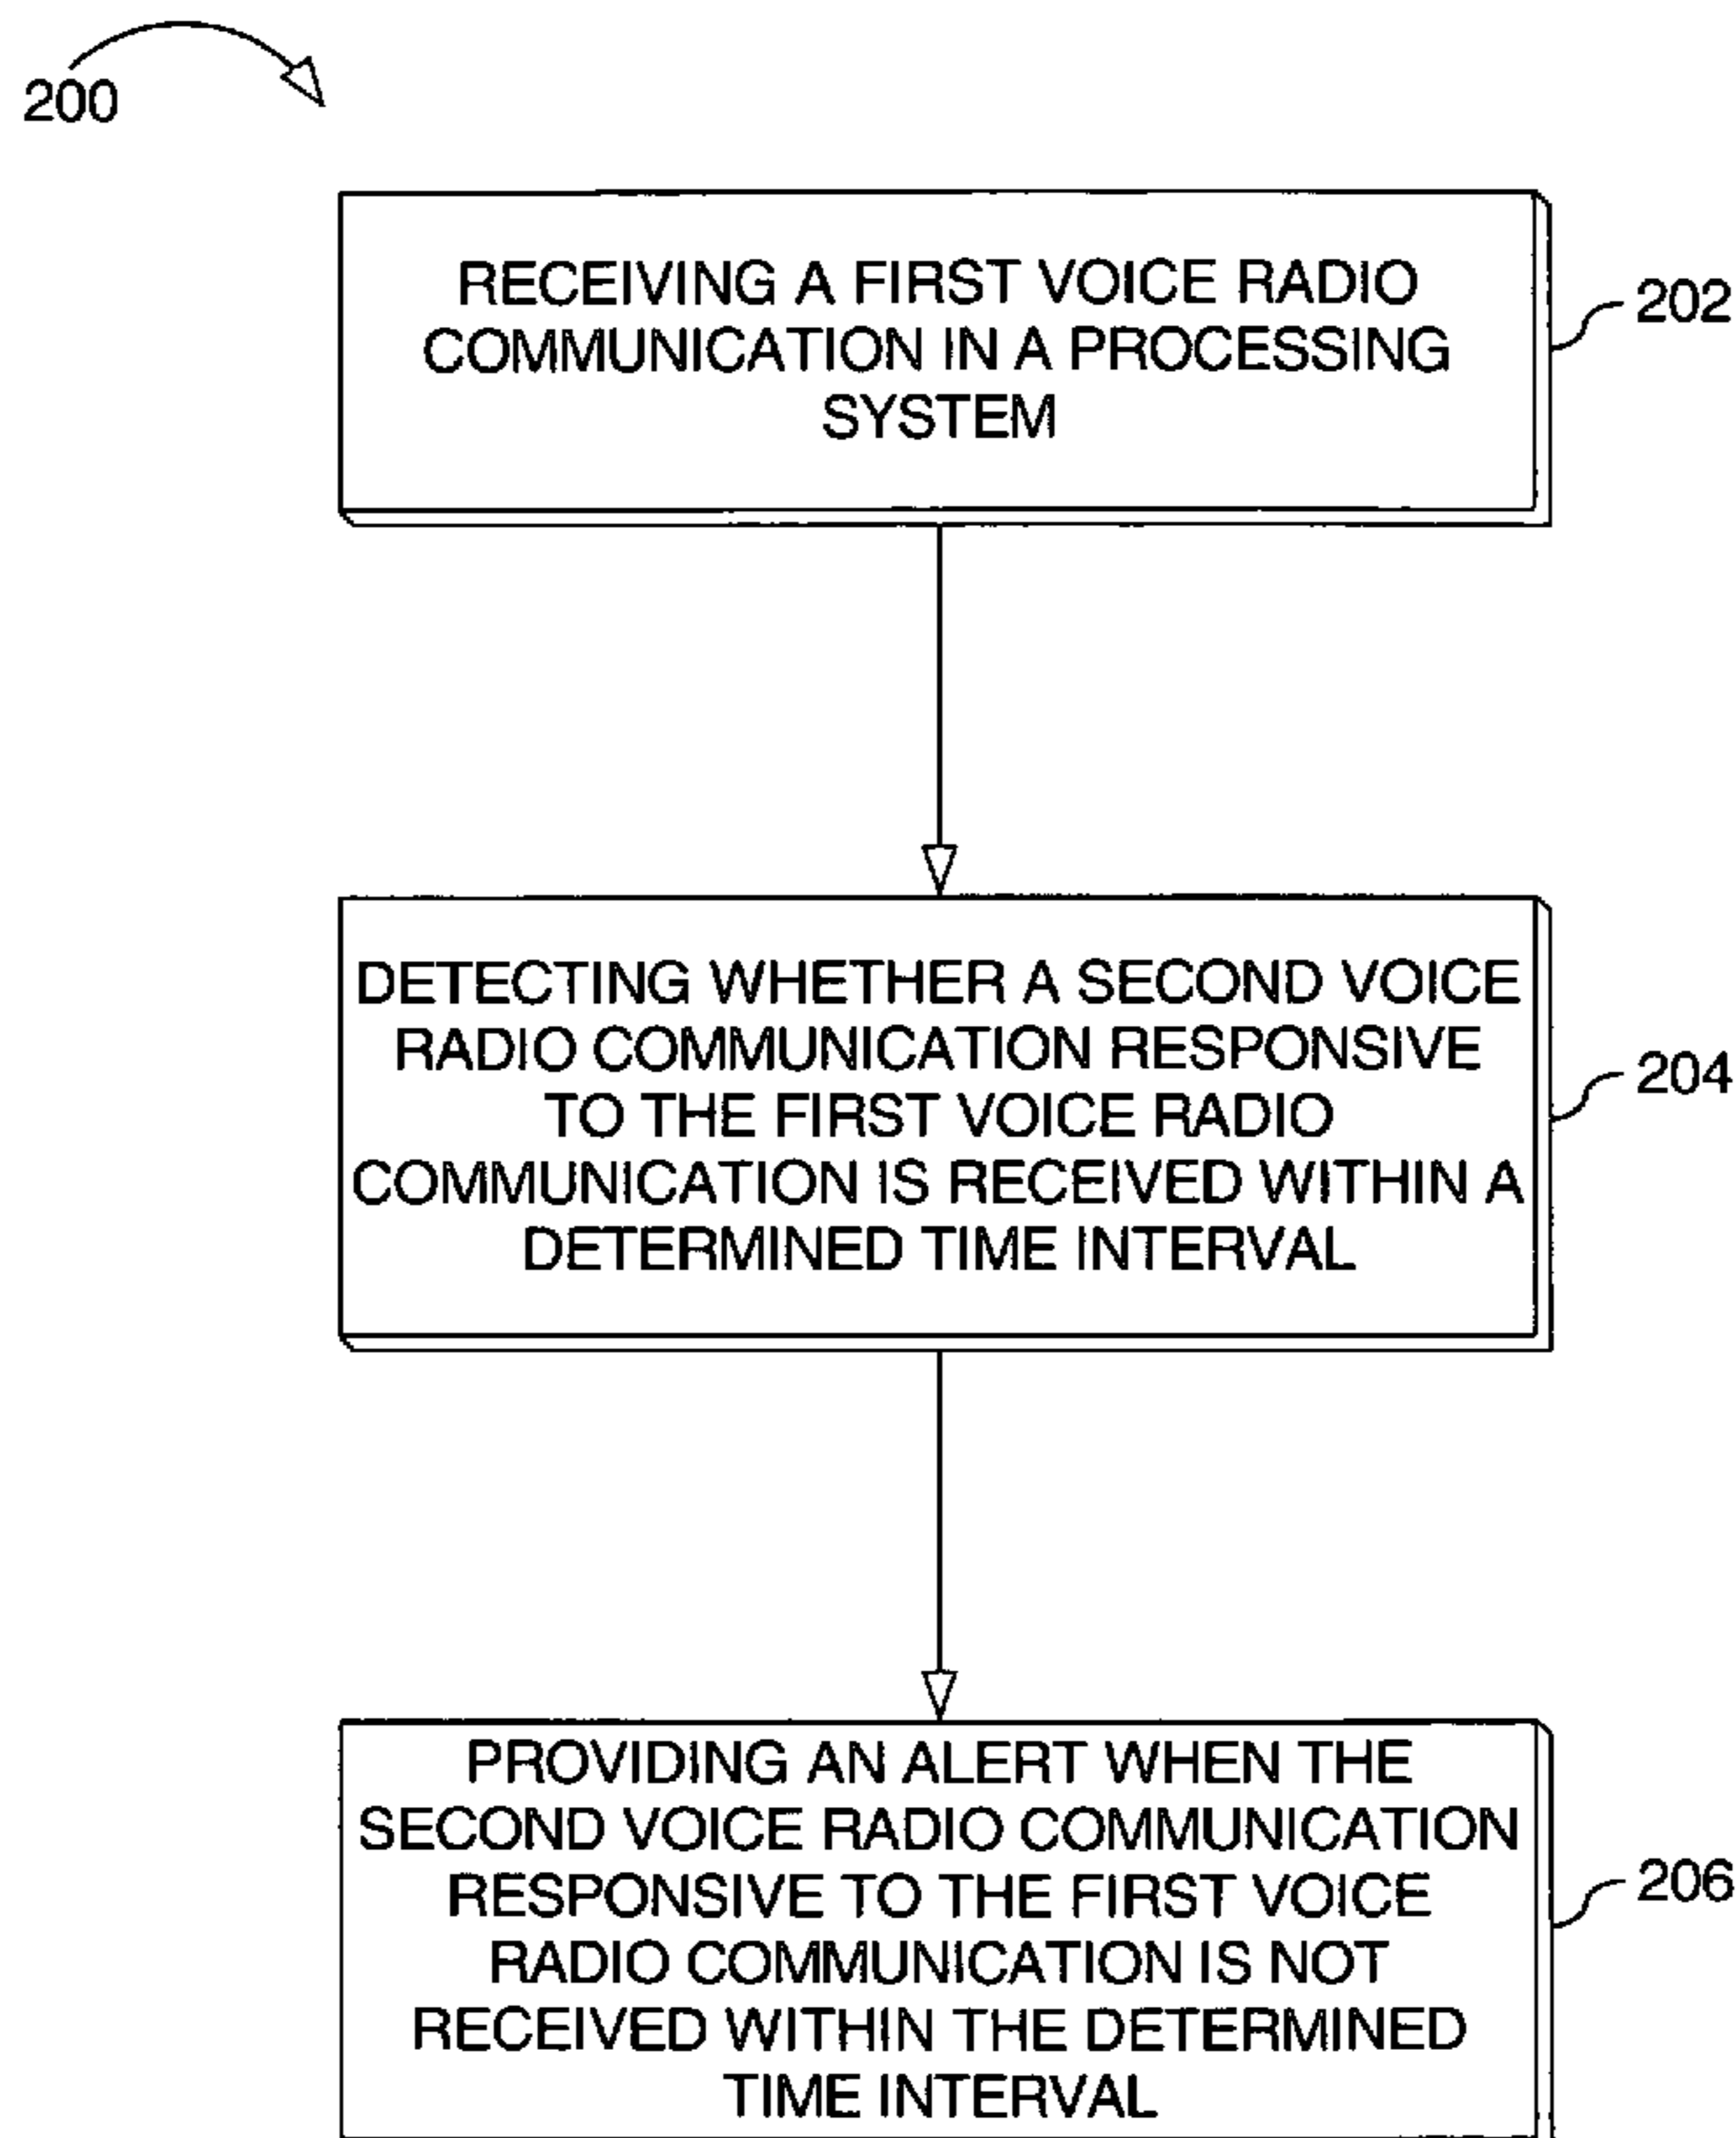 200
RECEIVING A FIRST VOICE RADIO
COMMUNICATION IN A PROCESSING
SYSTEM
202
DETECTING WHETHER A SECOND VOICE
RADIO COMMUNICATION RESPONSIVE
TO THE FIRST VOICE RADIO
COMMUNICATION IS RECEIVED WITHIN A
DETERMINED TIME INTERVAL
204
PROVIDING AN ALERT WHEN THE
SECOND VOICE RADIO COMMUNICATION
RESPONSIVE TO THE FIRST VOICE
RADIO COMMUNICATION IS NOT
RECEIVED WITHIN THE DETERMINED
TIME INTERVAL
206